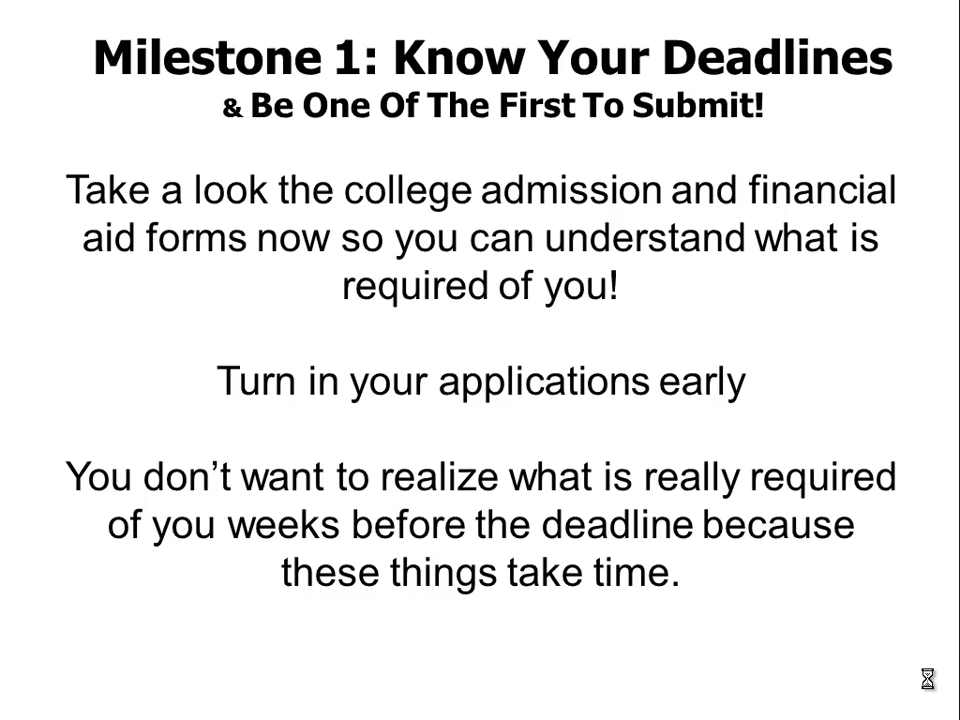 Milestone 1: Know Your Deadlines
& Be One Of The First To Submit!
Take a look the college admission and financial
aid forms now so you can understand what is
required of you!
Turn in your applications early
You don’t want to realize what is really required
of you weeks before the deadline because
these things take time.